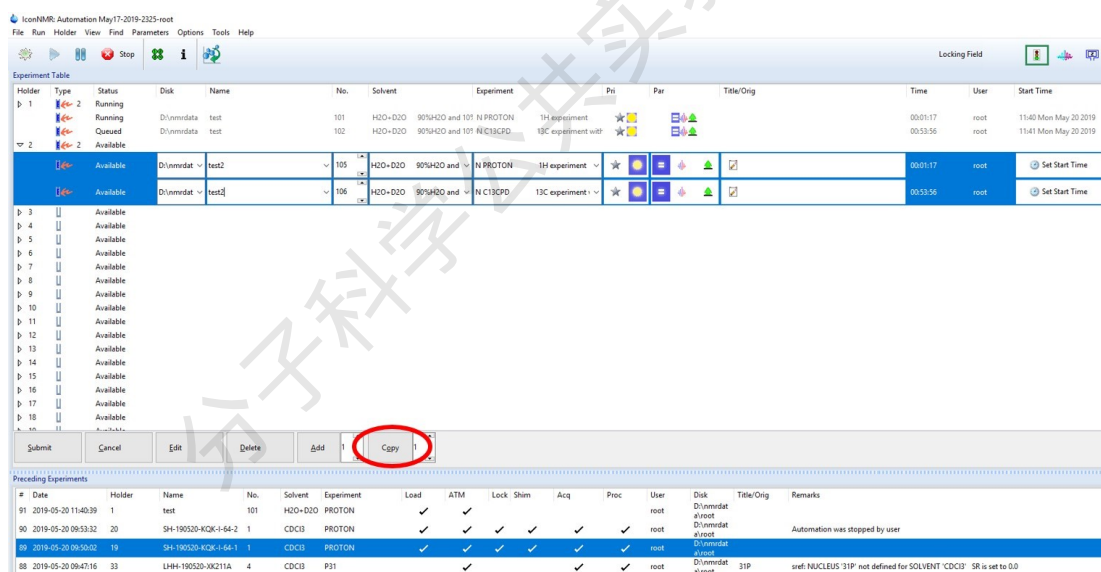 IconNMR: Automation May17-2019-2325-root
File Run Holder View Find Parameters Options Tools Help
Stop i Locking Field
Experiment Table
Holder Type Status Disk Name No. Solvent Experiment Pri Par Title/Orig Time User Start Time
1 2 Running
Running D:\nmrdata test 101 H2O+D2O 90%H2O and 10% N PROTON 1H experiment 00:01:17 root 11:40 Mon May 20 2019
Queued D:\nmrdata test 102 H2O+D2O 90%H2O and 10% N C13CPD 13C experiment with 00:53:56 root 11:41 Mon May 20 2019
2 2 Available
Available D:\nmrdat test2 105 H2O+D2O 90%H2O and N PROTON 1H experiment 00:01:17 root Set Start Time
Available D:\nmrdat test2 106 H2O+D2O 90%H2O and N C13CPD 13C experiment 00:53:56 root Set Start Time
3 Available
4 Available
5 Available
6 Available
7 Available
8 Available
9 Available
10 Available
11 Available
12 Available
13 Available
14 Available
15 Available
16 Available
17 Available
18 Available
Submit Cancel Edit Delete Add 1 Copy 1
Preceding Experiments
# Date Holder Name No. Solvent Experiment Load ATM Lock Shim Acq Proc User Disk Title/Orig Remarks
91 2019-05-20 11:40:39 1 test 101 H2O+D2O PROTON root D:\nmrdat
a\root
90 2019-05-20 09:53:32 20 SH-190520-KQK-I-64-2 1 CDCl3 PROTON root D:\nmrdat
a\root Automation was stopped by user
89 2019-05-20 09:50:02 19 SH-190520-KQK-I-64-1 1 CDCl3 PROTON root D:\nmrdat
a\root
88 2019-05-20 09:47:16 33 LHH-190520-XK211A 4 CDCl3 P31 root D:\nmrdat
a\root 31P sref: NUCLEUS '31P' not defined for SOLVENT 'CDCl3' SR is set to 0.0
分子科学公共实